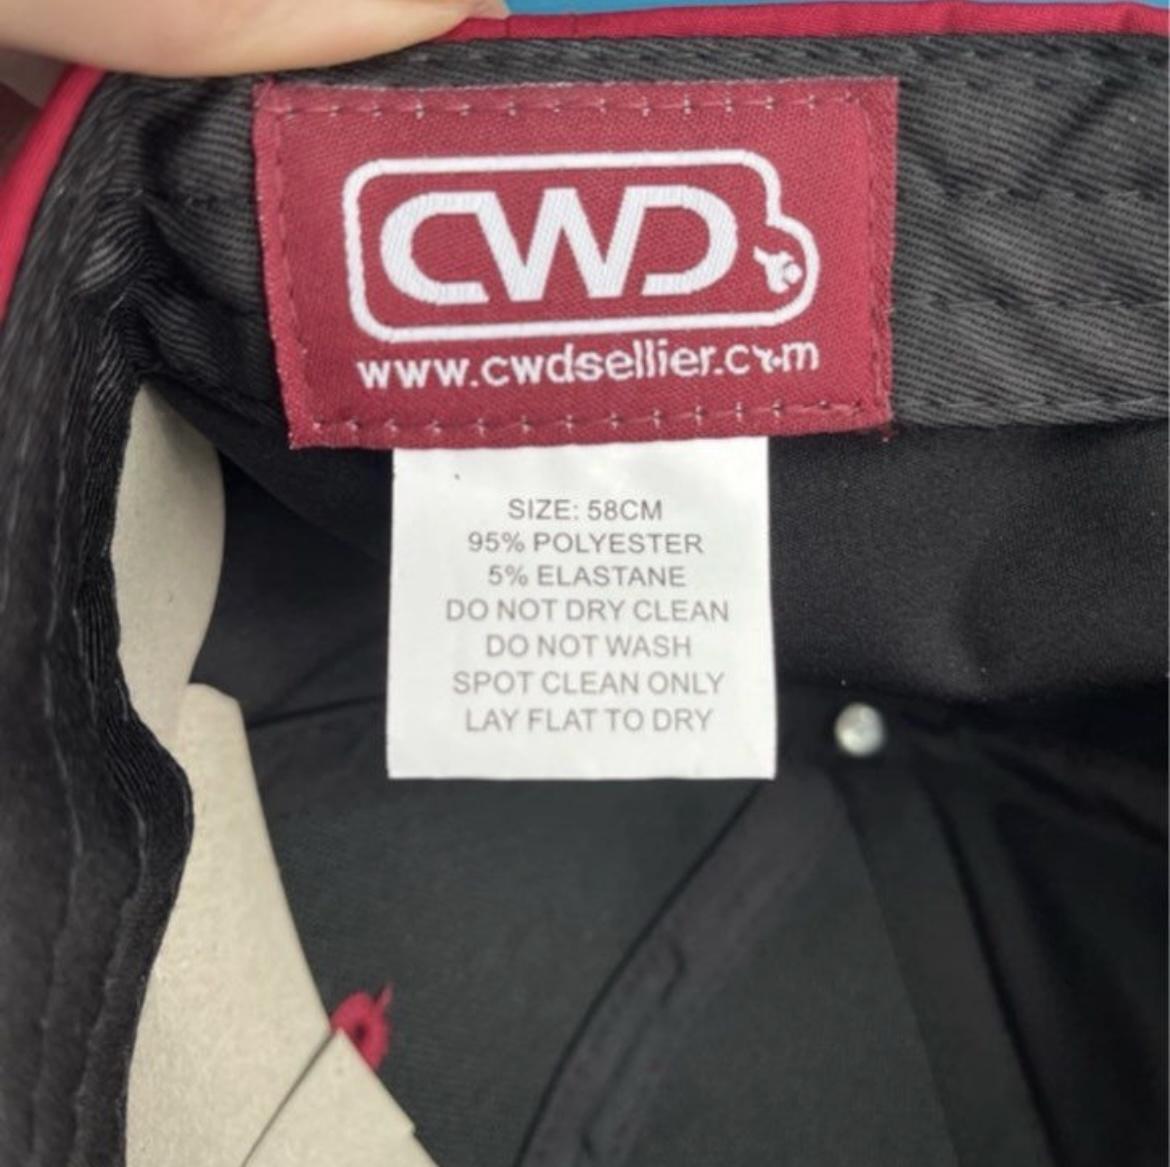 CWD
www.cwdsellier.com
SIZE: 58CM
95% POLYESTER
5% ELASTANE
DO NOT DRY CLEAN
DO NOT WASH
SPOT CLEAN ONLY
LAY FLAT TO DRY